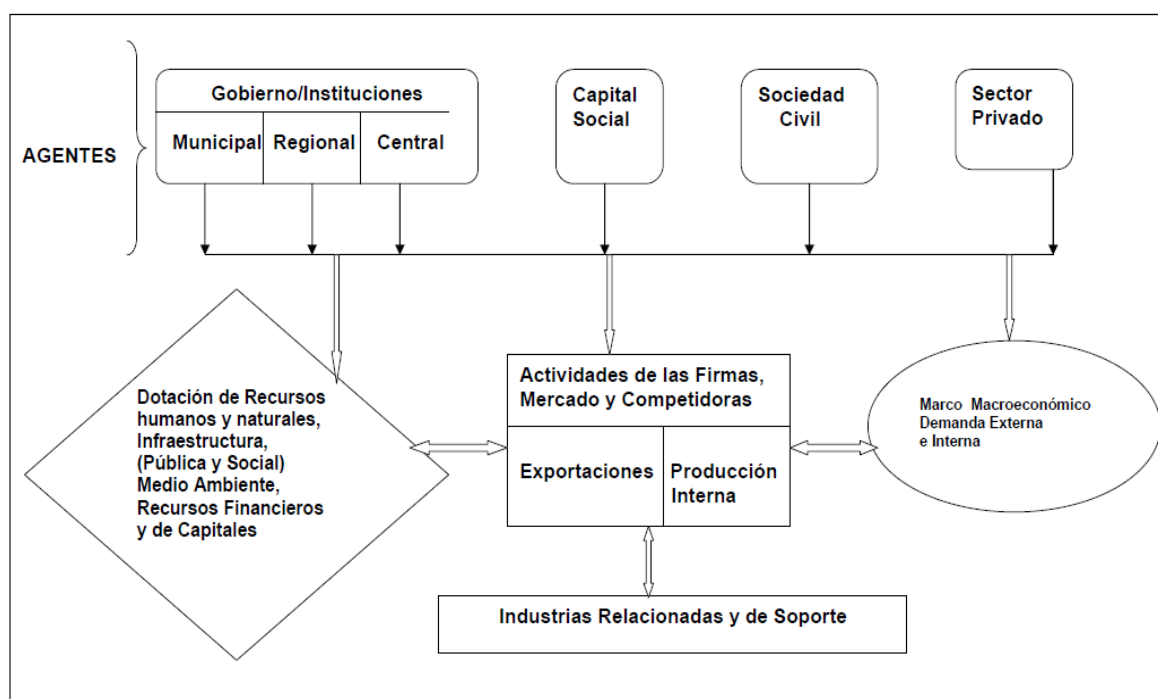 Gobierno/Instituciones
Municipal
Regional
Central
Capital
Social
Sociedad
Civil
Sector
Privado
AGENTES
Dotación de Recursos
humanos y naturales,
Infraestructura,
(Pública y Social)
Medio Ambiente,
Recursos Financieros
y de Capitales
Actividades de las Firmas,
Mercado y Competidoras
Exportaciones
Producción
Interna
Marco Macroeconómico
Demanda Externa
e Interna
Industrias Relacionadas y de Soporte